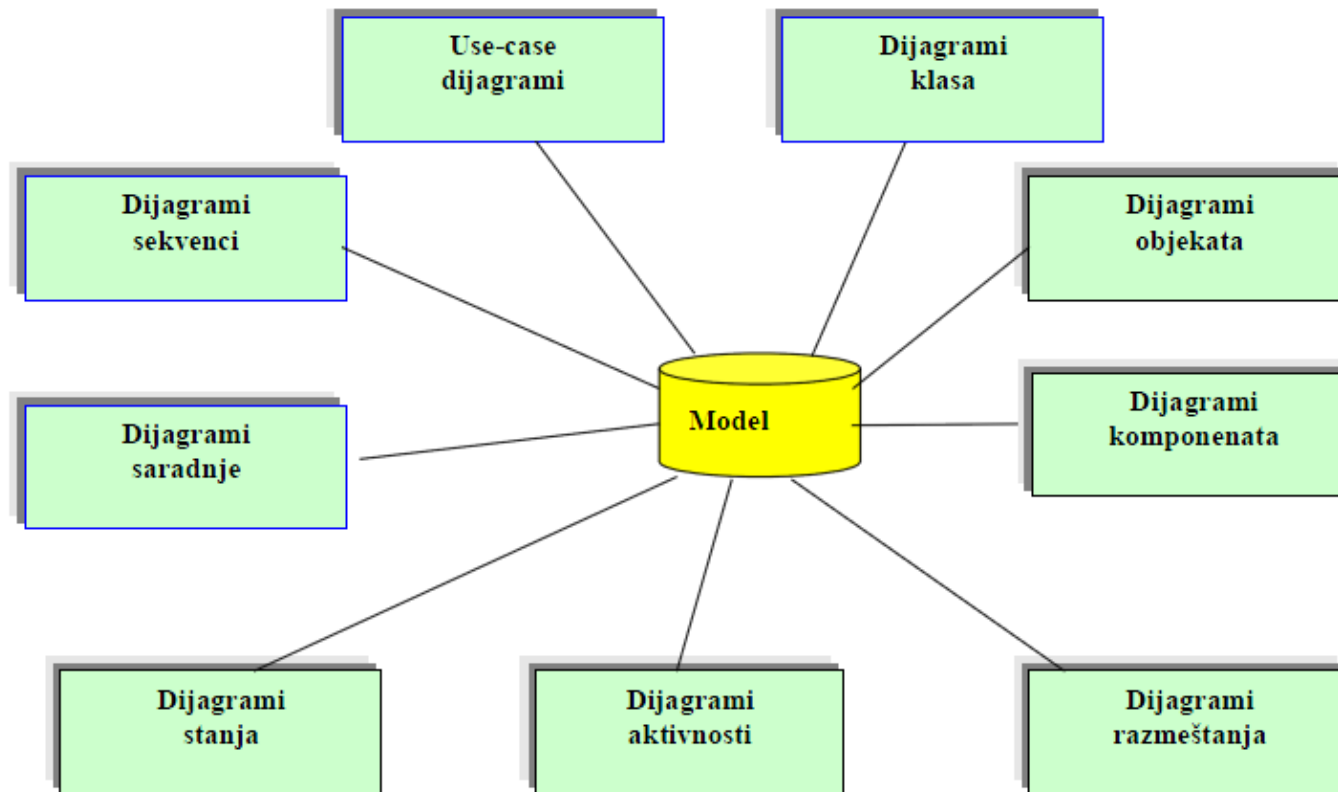 Use-case
dijagrami
Dijagrami
klasa
Dijagrami
sekvenci
Dijagrami
objekata
Model
Dijagrami
komponenata
Dijagrami
saradnje
Dijagrami
stanja
Dijagrami
aktivnosti
Dijagrami
razmeštanja